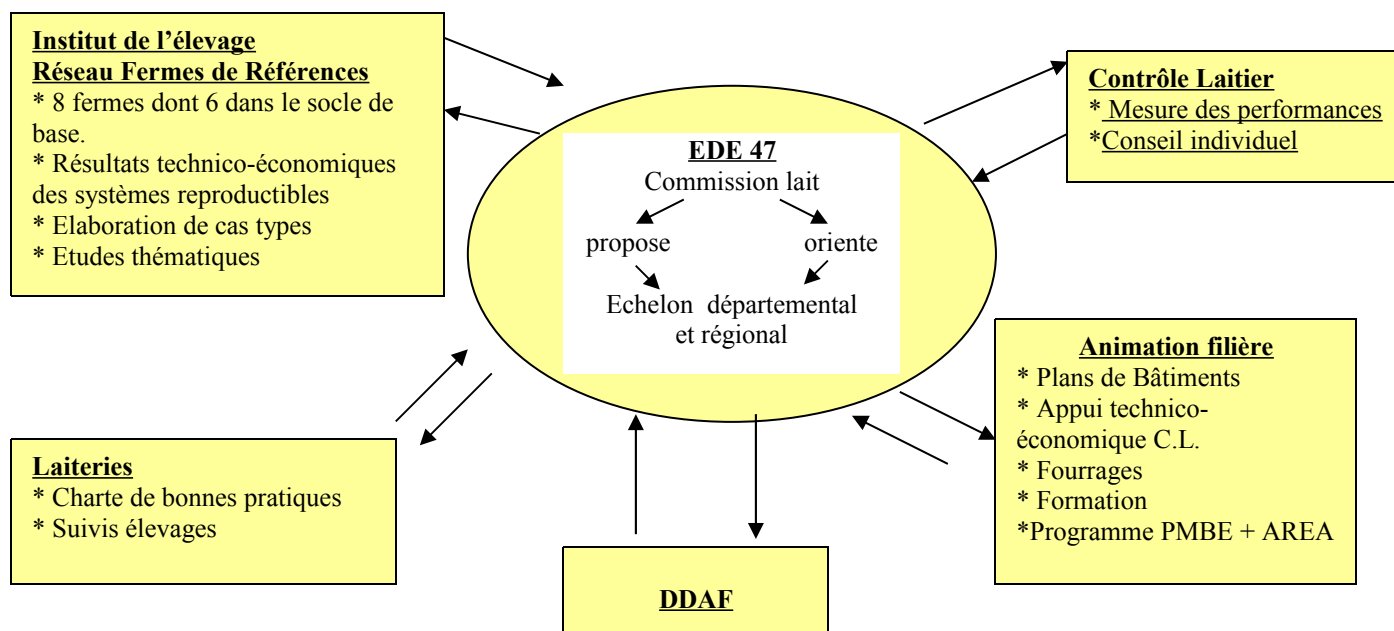 Institut de l’élevage
Réseau Fermes de Références
* 8 fermes dont 6 dans le socle de
base.
* Résultats technico-économiques
des systèmes reproductibles
* Elaboration de cas types
* Etudes thématiques
EDE 47
Commission lait
propose
oriente
Echelon départemental
et régional
Contrôle Laitier
* Mesure des performances
*Conseil individuel
Laiteries
* Charte de bonnes pratiques
* Suivis élevages
DDAF
Animation filière
* Plans de Bâtiments
* Appui technico-
économique C.L.
* Fourrages
* Formation
*Programme PMBE + AREA